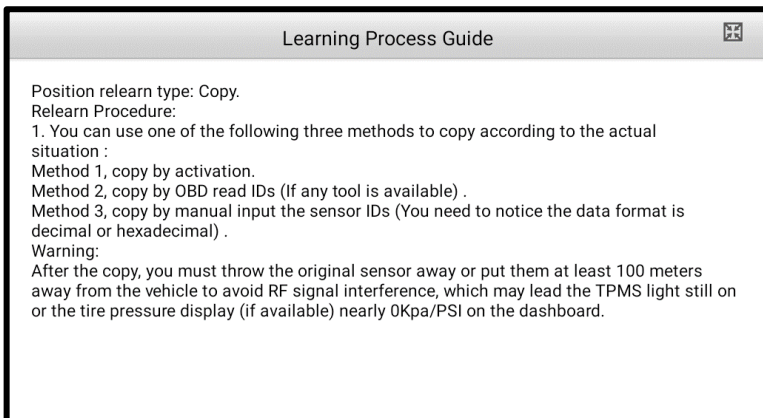 Learning Process Guide
Position relearn type: Copy.
Relearn Procedure:
1. You can use one of the following three methods to copy according to the actual
situation :
Method 1, copy by activation.
Method 2, copy by OBD read IDs (If any tool is available) .
Method 3, copy by manual input the sensor IDs (You need to notice the data format is
decimal or hexadecimal) .
Warning:
After the copy, you must throw the original sensor away or put them at least 100 meters
away from the vehicle to avoid RF signal interference, which may lead the TPMS light still on
or the tire pressure display (if available) nearly 0Kpa/PSI on the dashboard.